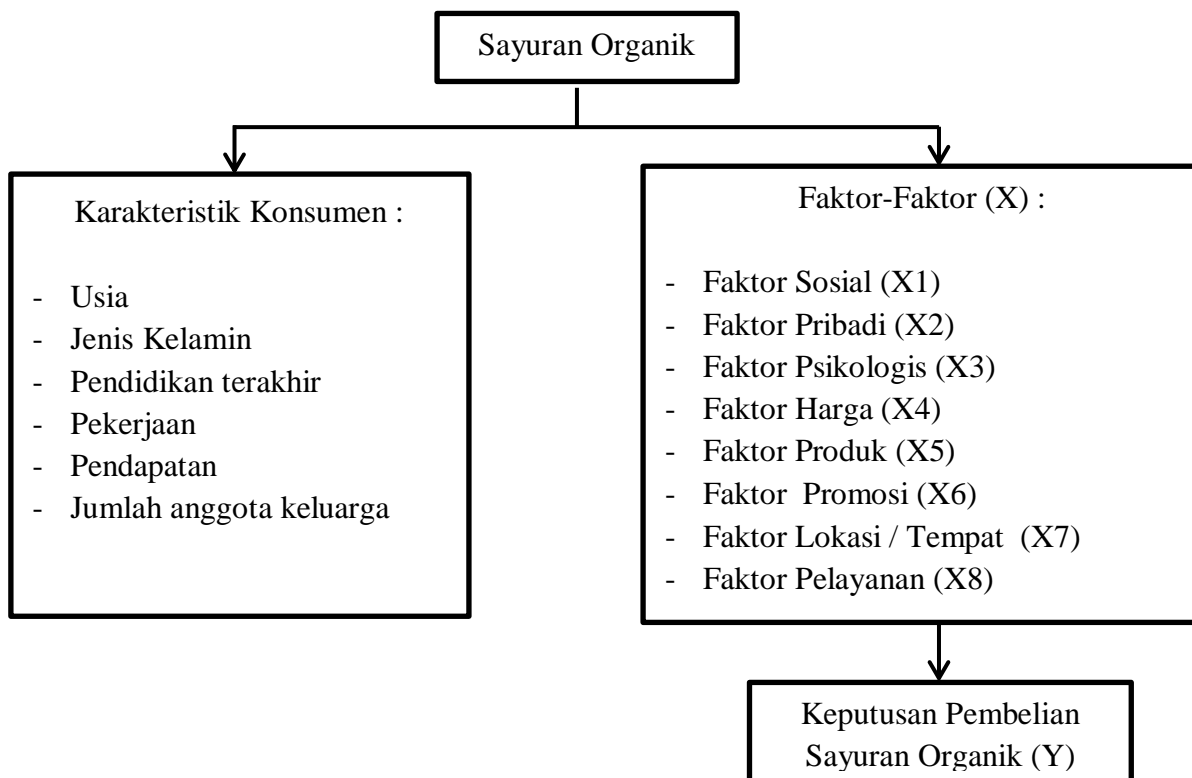 Sayuran Organik
Karakteristik Konsumen :
- Usia
- Jenis Kelamin
- Pendidikan terakhir
- Pekerjaan
- Pendapatan
- Jumlah anggota keluarga
Faktor-Faktor (X) :
- Faktor Sosial (X1)
- Faktor Pribadi (X2)
- Faktor Psikologis (X3)
- Faktor Harga (X4)
- Faktor Produk (X5)
- Faktor  Promosi (X6)
- Faktor Lokasi / Tempat  (X7)
- Faktor Pelayanan (X8)
Keputusan Pembelian
Sayuran Organik (Y)